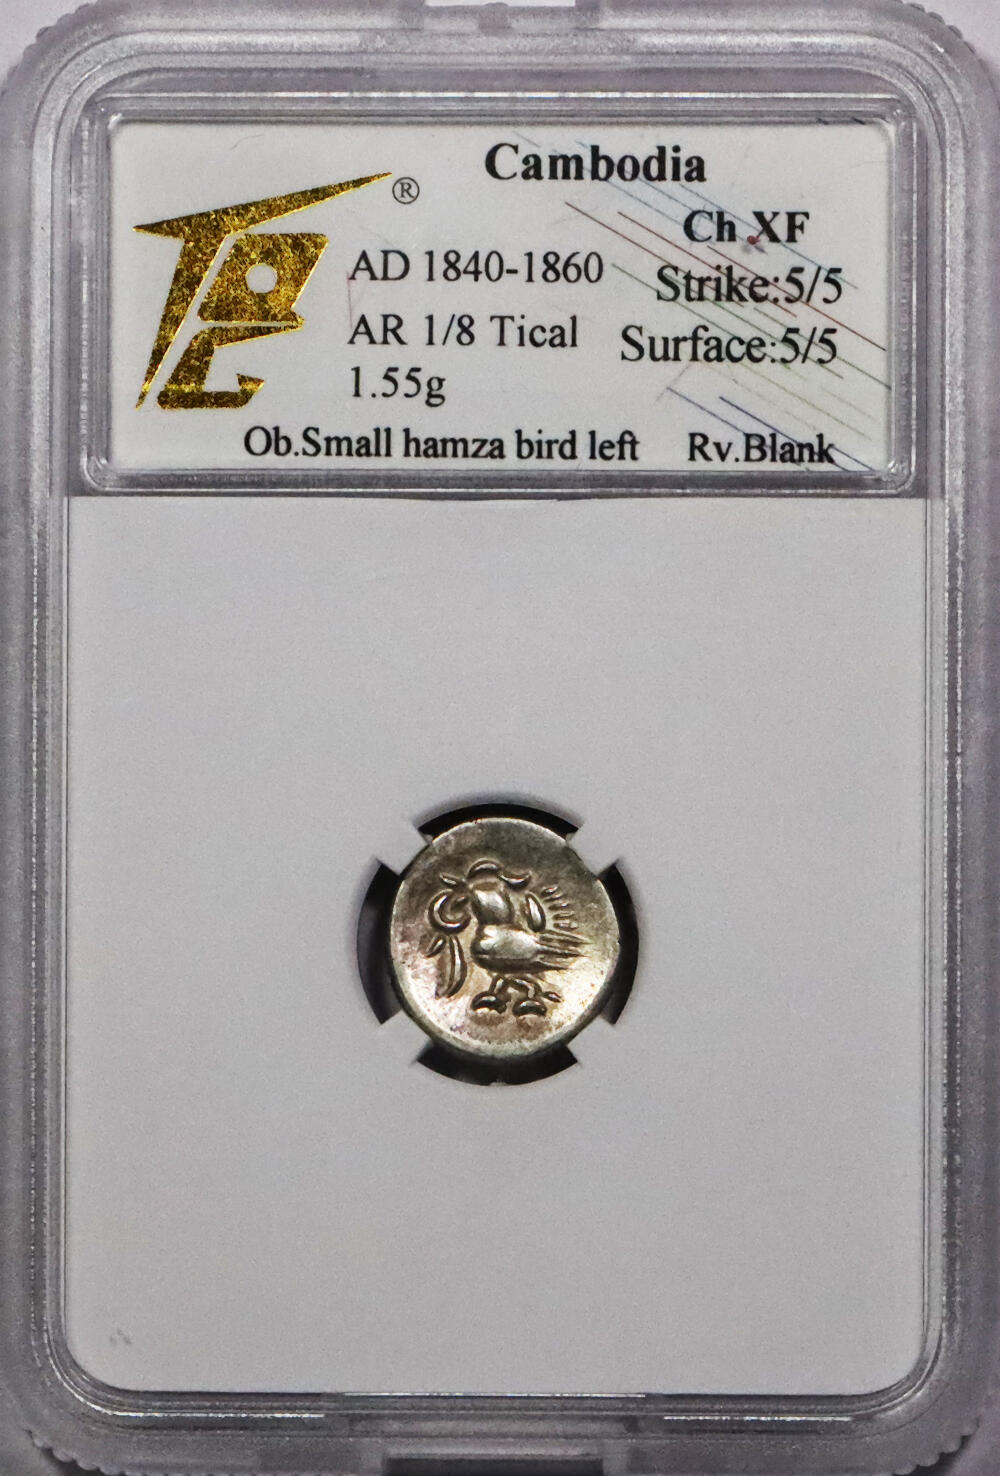 Cambodia
®
Ch XF
AD 1840-1860
Strike:5/5
AR 1/8 Tical
Surface:5/5
1.55g
Ob.Small hamza bird left Rv.Blank